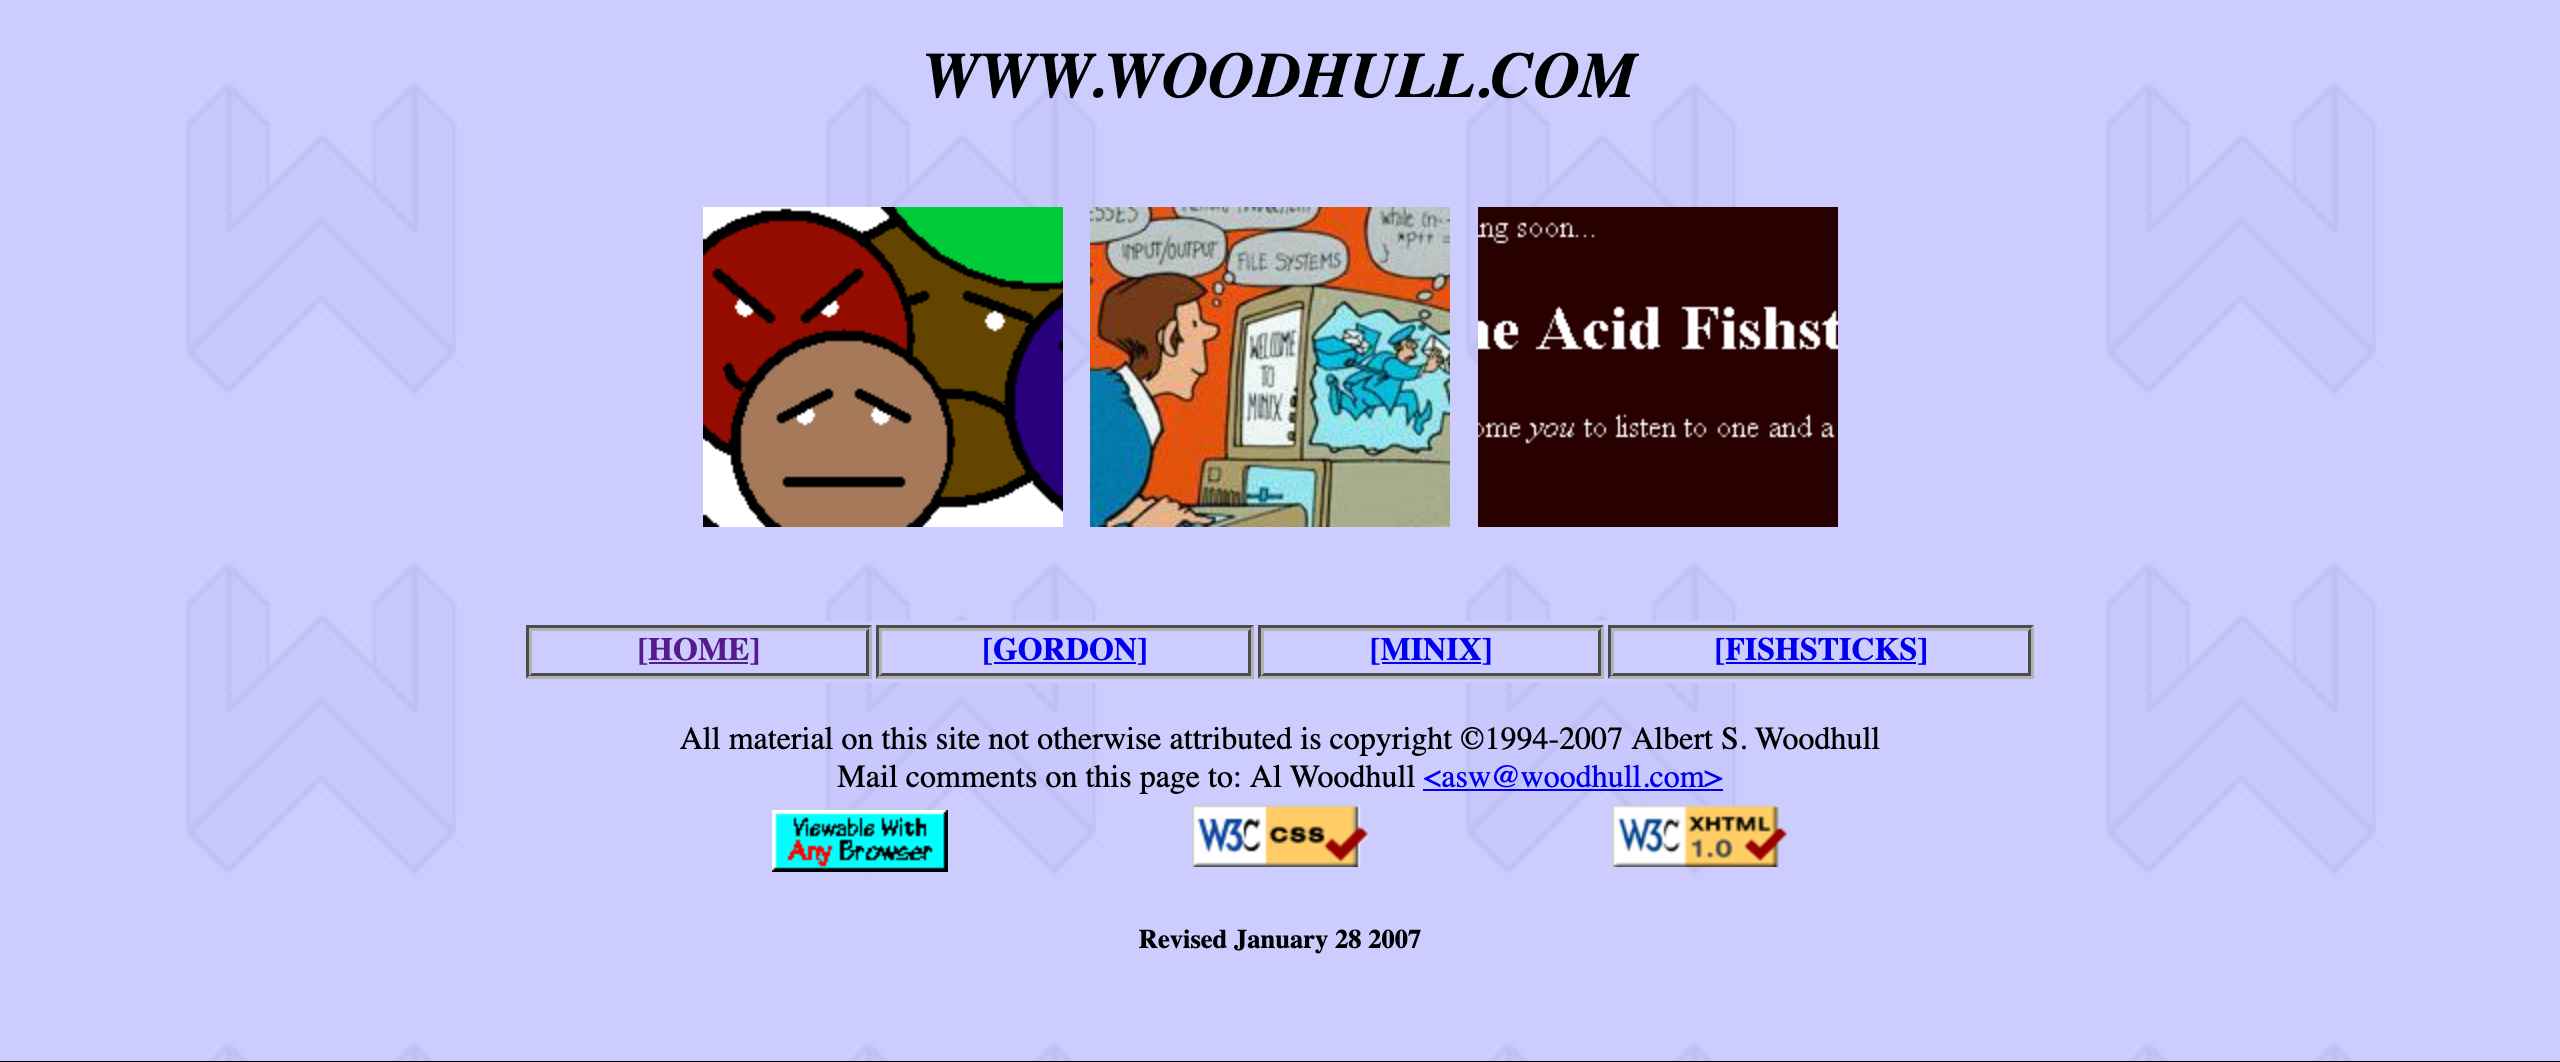 WWW.WOODHULL.COM
ESSES
INPUT/OUTPUT
FILE SYSTEMS
while (n--
*p++ =
}
WELCOME
TO
MINIX
ng soon...
e Acid Fishst
ome you to listen to one and a
[HOME] [GORDON] [MINIX] [FISHSTICKS]
All material on this site not otherwise attributed is copyright ©1994-2007 Albert S. Woodhull
Mail comments on this page to: Al Woodhull <asw@woodhull.com>
Viewable With
Any Browser
W3C CSS
W3C XHTML
1.0
Revised January 28 2007